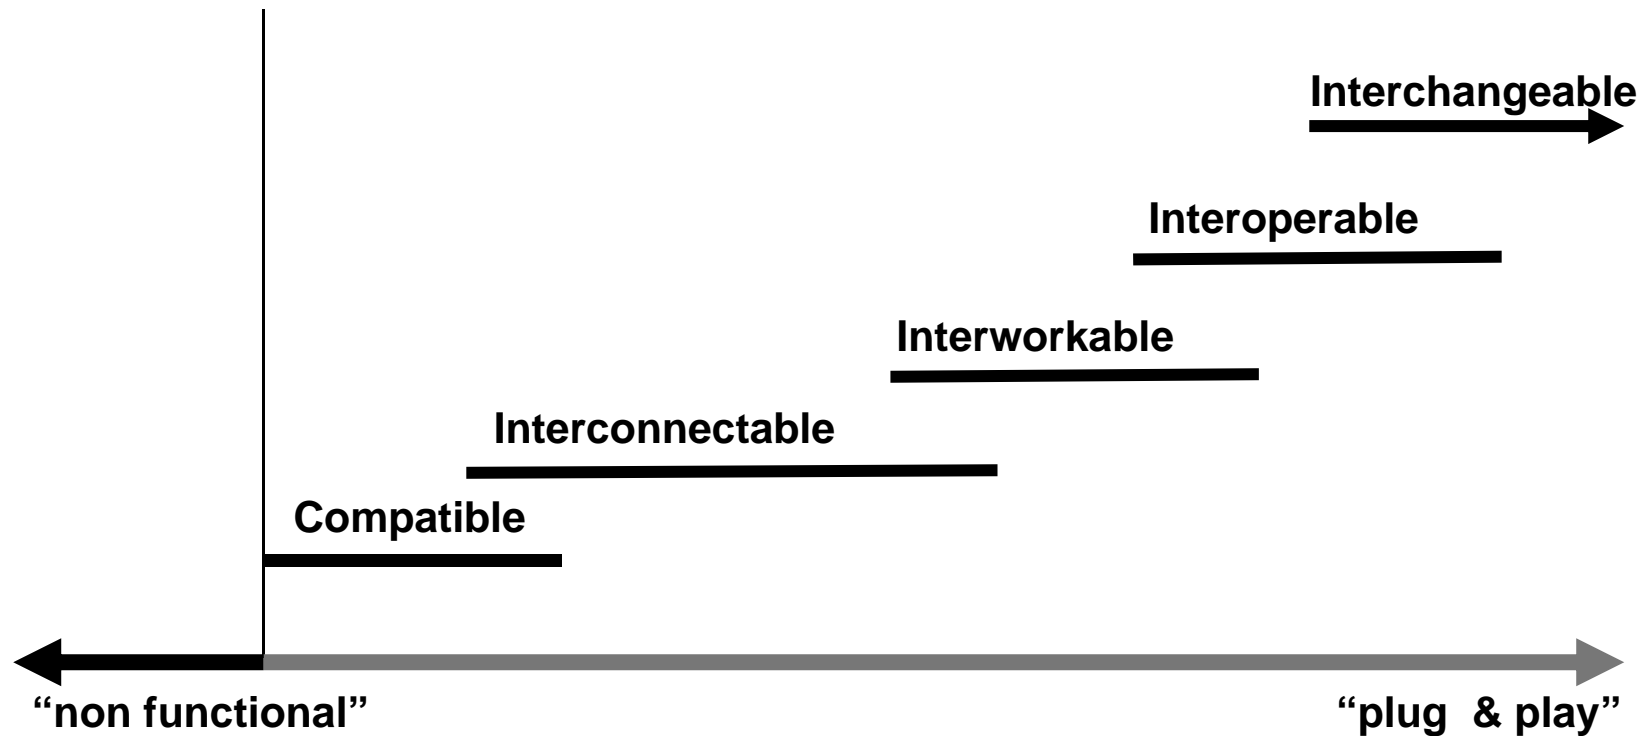 Interchangeable
Interoperable
Interworkable
Interconnectable
Compatible
“non functional”
“plug & play”